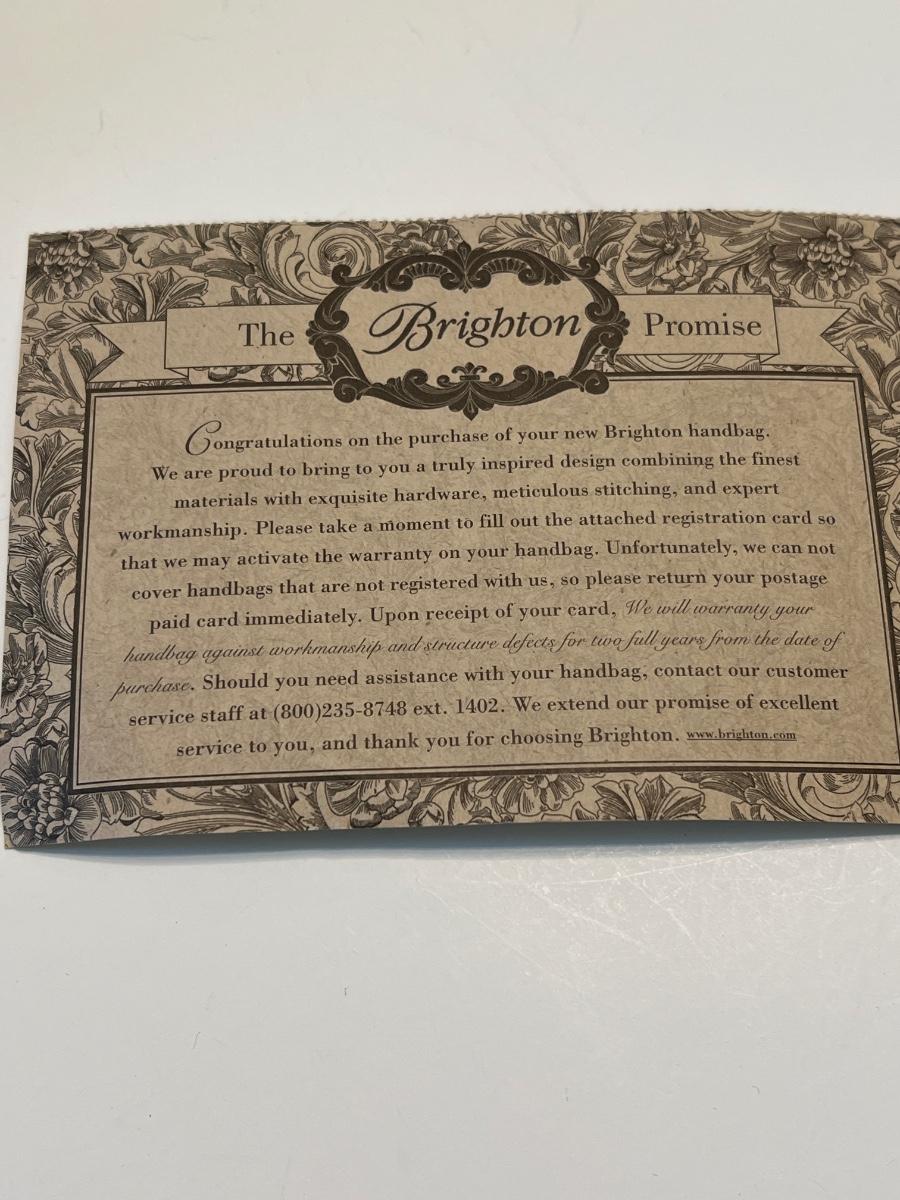 The Brighton Promise
Congratulations on the purchase of your new Brighton handbag.
We are proud to bring to you a truly inspired design combining the finest
materials with exquisite hardware, meticulous stitching, and expert
workmanship. Please take a moment to fill out the attached registration card so
that we may activate the warranty on your handbag. Unfortunately, we can not
cover handbags that are not registered with us, so please return your postage
paid card immediately. Upon receipt of your card, We will warranty your
handbag against workmanship and structure defects for two full years from the date of
purchase. Should you need assistance with your handbag, contact our customer
service staff at (800)235-8748 ext. 1402. We extend our promise of excellent
service to you, and thank you for choosing Brighton. www.brighton.com